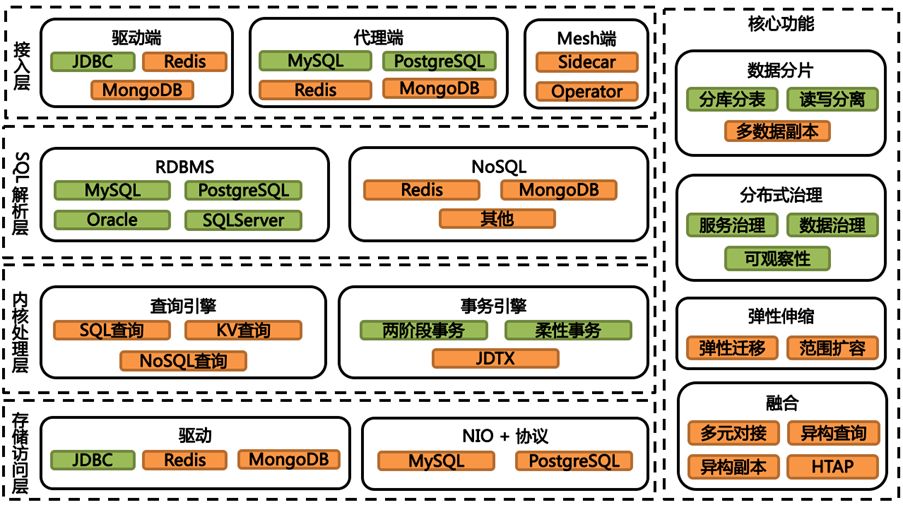 接入层
驱动端
JDBC
Redis
MongoDB
代理端
MySQL
PostgreSQL
Redis
MongoDB
Mesh端
Sidecar
Operator
SQL解析层
RDBMS
MySQL
PostgreSQL
Oracle
SQLServer
NoSQL
Redis
MongoDB
其他
内核处理层
查询引擎
SQL查询
KV查询
NoSQL查询
事务引擎
两阶段事务
柔性事务
JDTX
存储访问层
驱动
JDBC
Redis
MongoDB
NIO + 协议
MySQL
PostgreSQL
核心功能
数据分片
分库分表
读写分离
多数据副本
分布式治理
服务治理
数据治理
可观察性
弹性伸缩
弹性迁移
范围扩容
融合
多元对接
异构查询
异构副本
HTAP